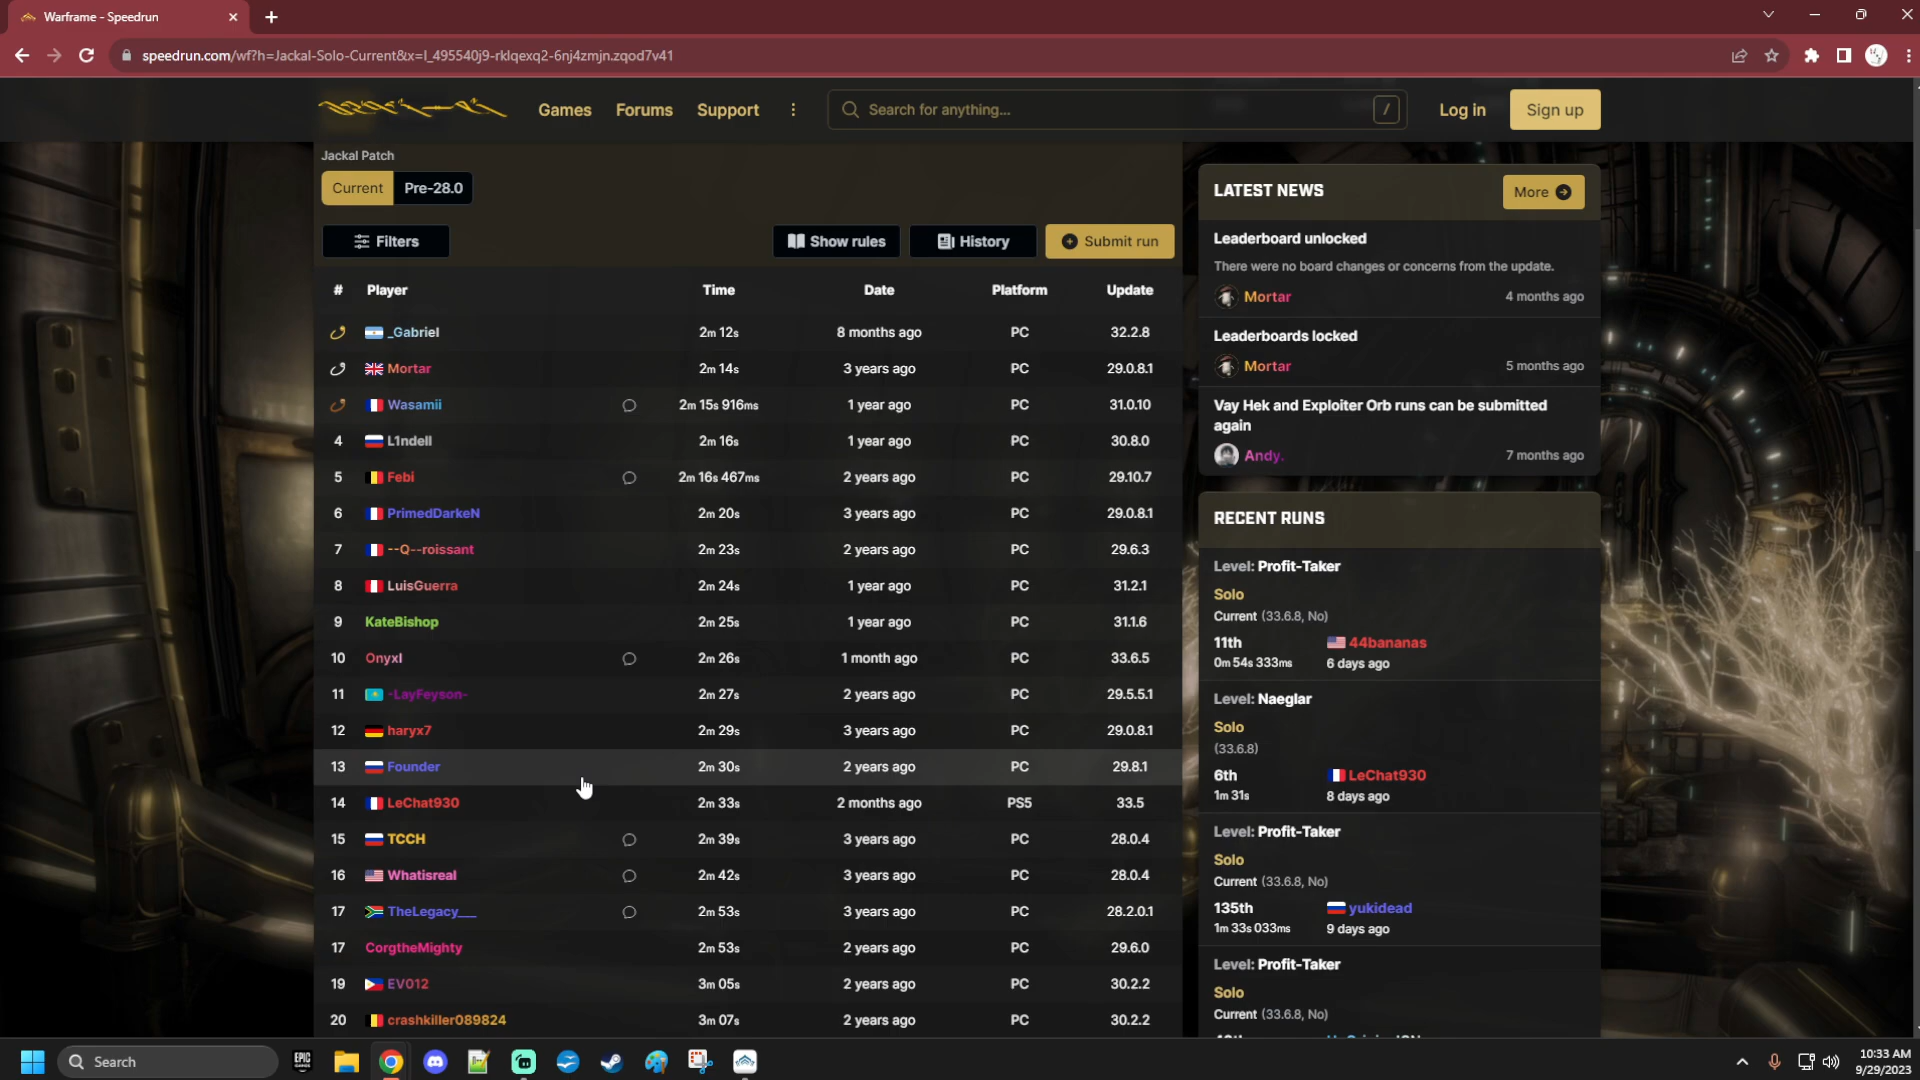 Warframe - Speedrun
speedrun.com/wf?h=Jackal-Solo-Current&x=l_495540j9-rklqexq2-6nj4zmjn.zqod7v41
Games Forums Support Search for anything... / Log in Sign up
Jackal Patch
Current Pre-28.0
Filters Show rules History Submit run
# Player Time Date Platform Update
_Gabriel 2m 12s 8 months ago PC 32.2.8
Mortar 2m 14s 3 years ago PC 29.0.8.1
Wasamii 2m 15s 916ms 1 year ago PC 31.0.10
4 L1ndell 2m 16s 1 year ago PC 30.8.0
5 Febi 2m 16s 467ms 2 years ago PC 29.10.7
6 PrimedDarkeN 2m 20s 3 years ago PC 29.0.8.1
7 --Q--roissant 2m 23s 2 years ago PC 29.6.3
8 LuisGuerra 2m 24s 1 year ago PC 31.2.1
9 KateBishop 2m 25s 1 year ago PC 31.1.6
10 Onyxl 2m 26s 1 month ago PC 33.6.5
11 -LayFeyson- 2m 27s 2 years ago PC 29.5.5.1
12 haryx7 2m 29s 3 years ago PC 29.0.8.1
13 Founder 2m 30s 2 years ago PC 29.8.1
14 LeChat930 2m 33s 2 months ago PS5 33.5
15 TCCH 2m 39s 3 years ago PC 28.0.4
16 Whatisreal 2m 42s 3 years ago PC 28.0.4
17 TheLegacy___ 2m 53s 3 years ago PC 28.2.0.1
17 CorgtheMighty 2m 53s 2 years ago PC 29.6.0
19 EV012 3m 05s 2 years ago PC 30.2.2
20 crashkiller089824 3m 07s 2 years ago PC 30.2.2
LATEST NEWS More
Leaderboard unlocked
There were no board changes or concerns from the update.
Mortar 4 months ago
Leaderboards locked
Mortar 5 months ago
Vay Hek and Exploiter Orb runs can be submitted
again
Andy. 7 months ago
RECENT RUNS
Level: Profit-Taker
Solo
Current (33.6.8, No)
11th 44bananas
0m 54s 333ms 6 days ago
Level: Naeglar
Solo
(33.6.8)
6th LeChat930
1m 31s 8 days ago
Level: Profit-Taker
Solo
Current (33.6.8, No)
135th yukidead
1m 33s 033ms 9 days ago
Level: Profit-Taker
Solo
Current (33.6.8, No)
EPIC GAMES
Search
10:33 AM
9/29/2023